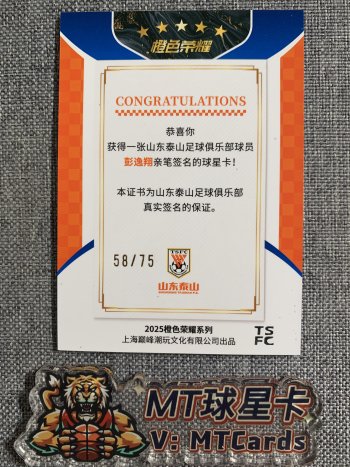 橙色荣耀
CONGRATULATIONS
恭喜你
获得一张山东泰山足球俱乐部球员
彭逸翔亲笔签名的球星卡!
本证书为山东泰山足球俱乐部
真实签名的保证。
58/75
TSFC
山东泰山
SHANDONG TAISHAN F.C.
2025橙色荣耀系列
上海巅峰潮玩文化有限公司出品
TS
FC
MT球星卡
V: MTCards